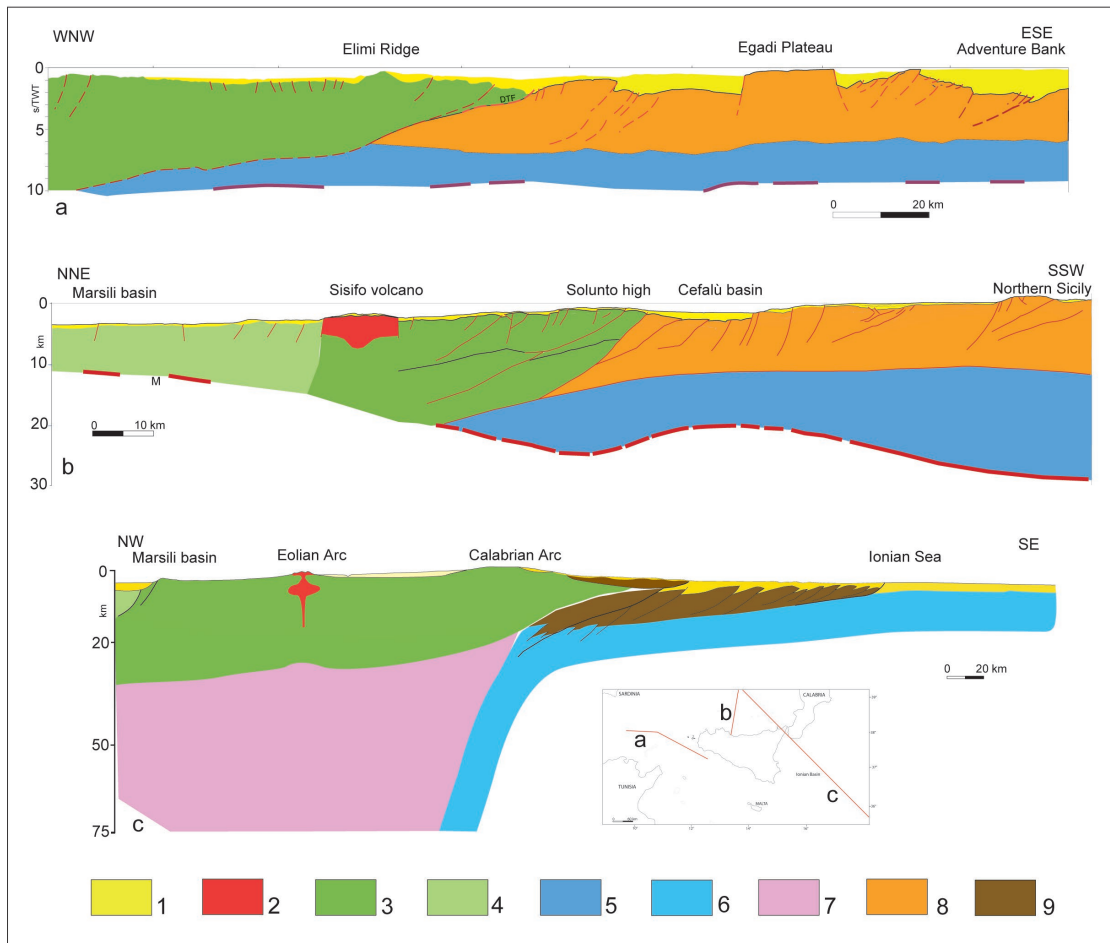 WNW
Elimi Ridge
Egadi Plateau
ESE
Adventure Bank
0
s/TWT
5
10
DTF
a
20 km
0
NNE
Marsili basin
Sisifo volcano
Solunto high
Cefalù basin
SSW
Northern Sicily
0
km
10
20
30
M
0
10 km
b
NW
Marsili basin
Eolian Arc
Calabrian Arc
Ionian Sea
SE
0
km
20
50
75
c
0
20 km
SARDINIA
CALABRIA
b
a
Ionian Basin
TUNISIA
MALTA
c
1
2
3
4
5
6
7
8
9